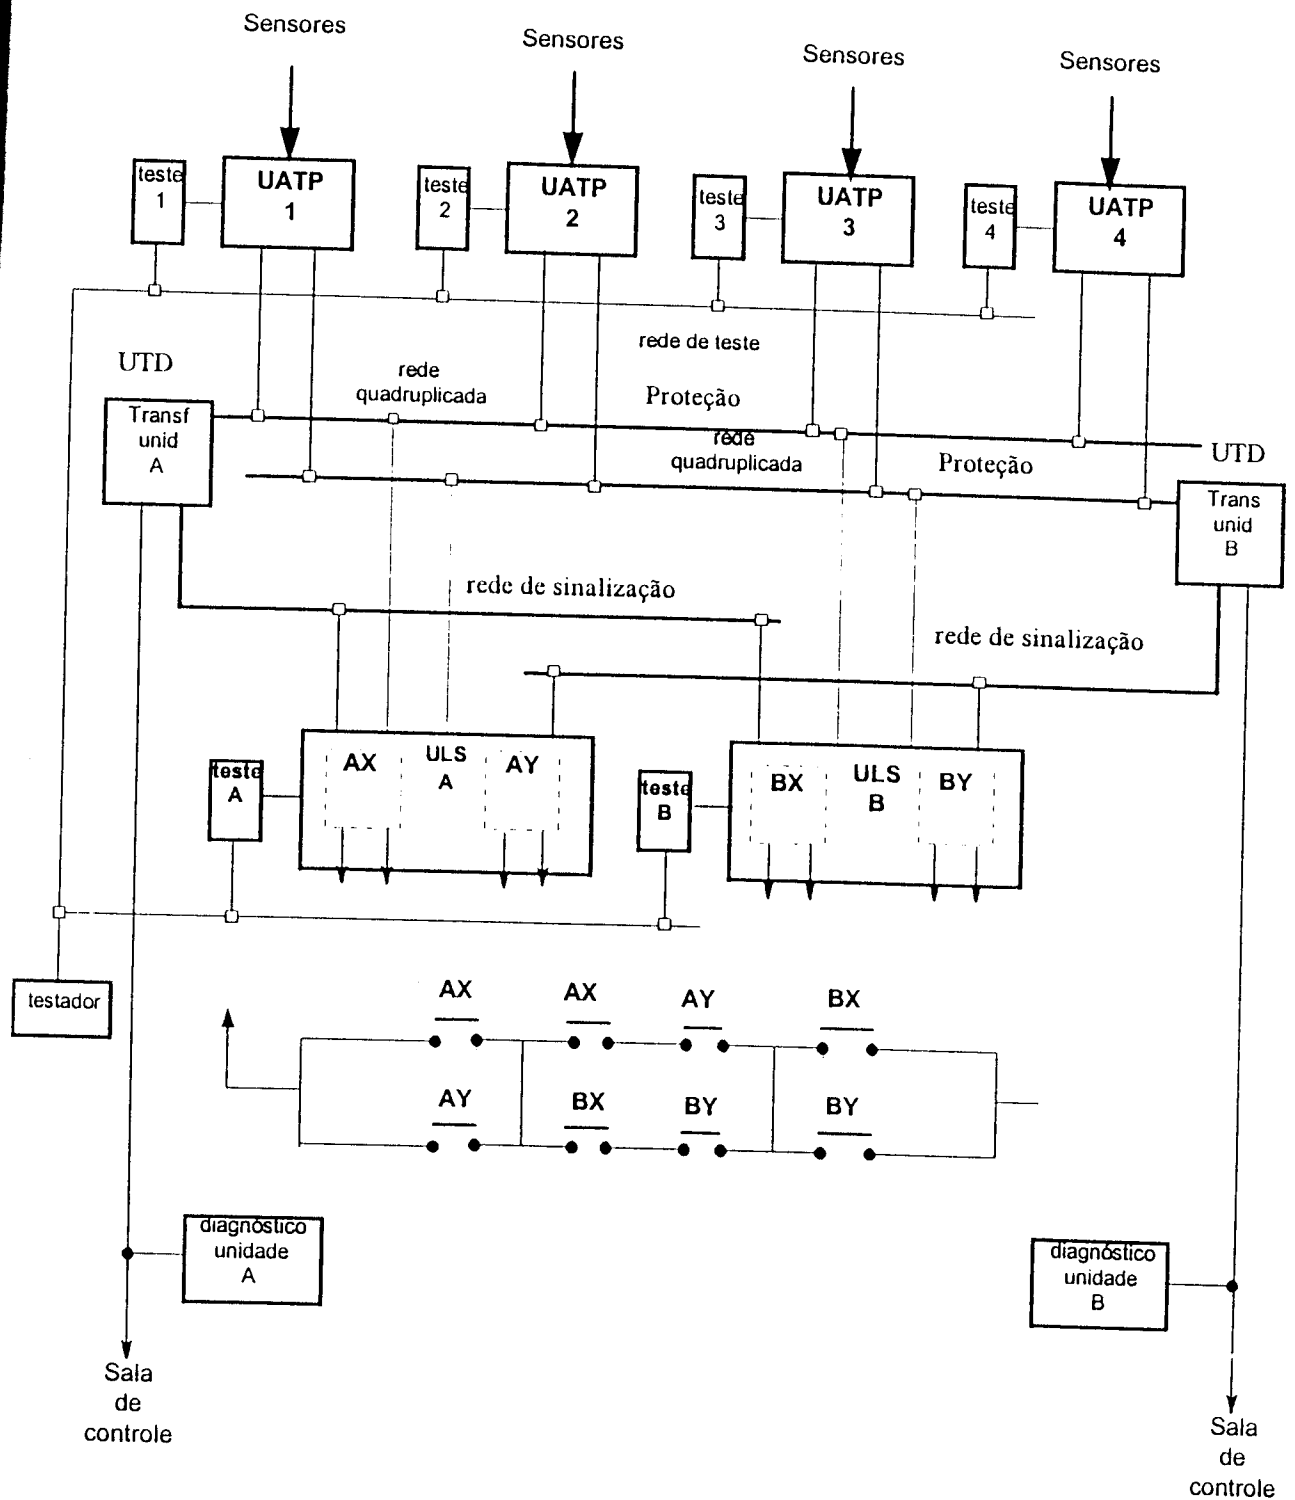 Sensores
Sensores
Sensores
Sensores
teste
1
UATP
1
teste
2
UATP
2
teste
3
UATP
3
teste
4
UATP
4
rede de teste
UTD
rede
quadruplicada
Proteção
Transf
unid
A
rede
quadruplicada
Proteção
UTD
Trans
unid
B
rede de sinalização
rede de sinalização
teste
A
AX
ULS
A
AY
teste
B
BX
ULS
B
BY
testador
AX
AX
AY
BX
AY
BX
BY
BY
diagnóstico
unidade
A
diagnóstico
unidade
B
Sala
de
controle
Sala
de
controle